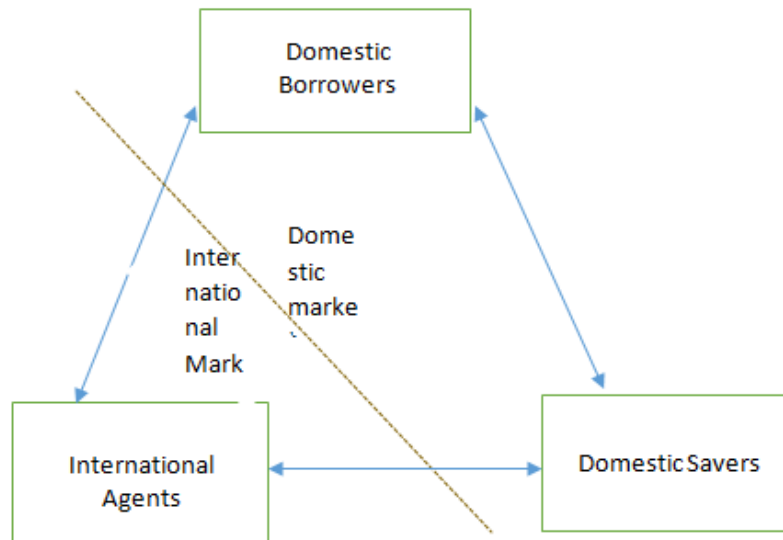 Domestic
Borrowers
Dome
stic
marke
Inter
natio
nal
Mark
International
Agents
Domestic Savers